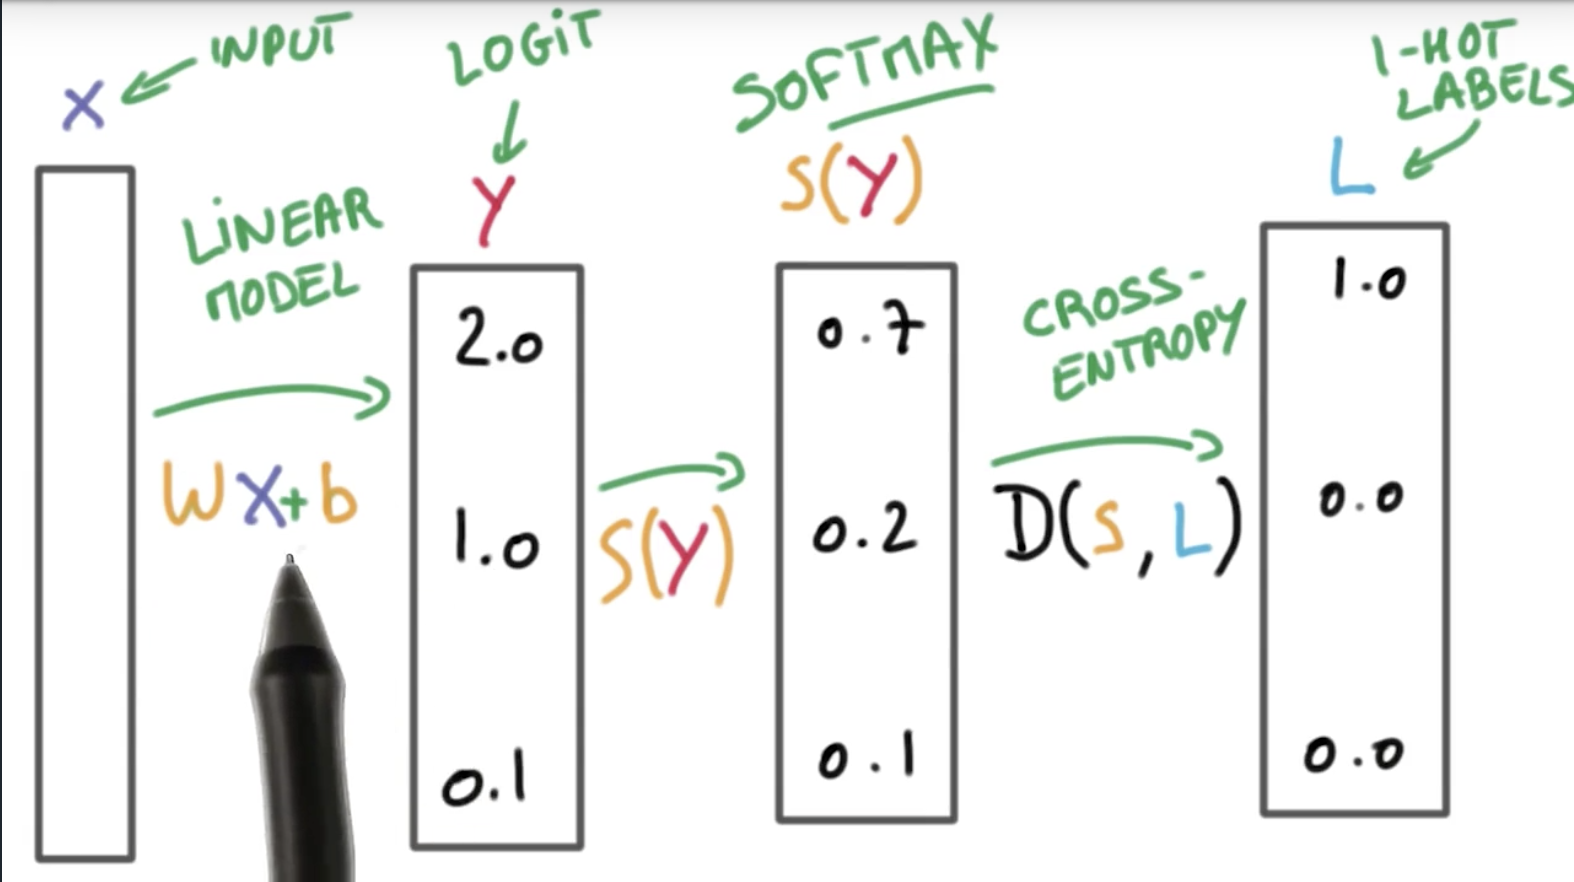 X
INPUT
LINEAR
MODEL
WX+b
LOGIT
Y
2.0
1.0
0.1
S(Y)
SOFTMAX
S(Y)
0.7
0.2
0.1
CROSS-
ENTROPY
D(S, L)
1-HOT
LABELS
L
1.0
0.0
0.0